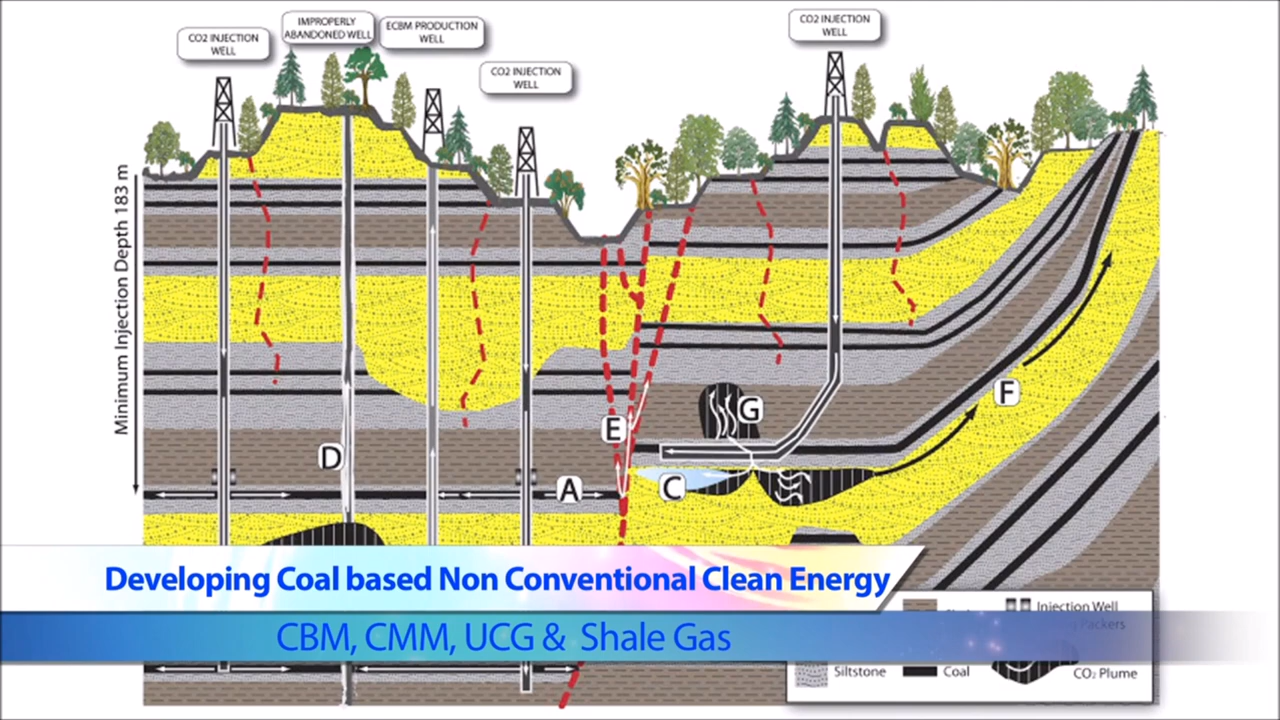 CO2 INJECTION
WELL
IMPROPERLY
ABANDONED WELL
ECBM PRODUCTION
WELL
CO2 INJECTION
WELL
CO2 INJECTION
WELL
Minimum Injection Depth 183 m
G
F
E
D
A
C
Developing Coal based Non Conventional Clean Energy
CBM, CMM, UCG & Shale Gas
Injection Well
Packers
Siltstone
Coal
CO₂ Plume